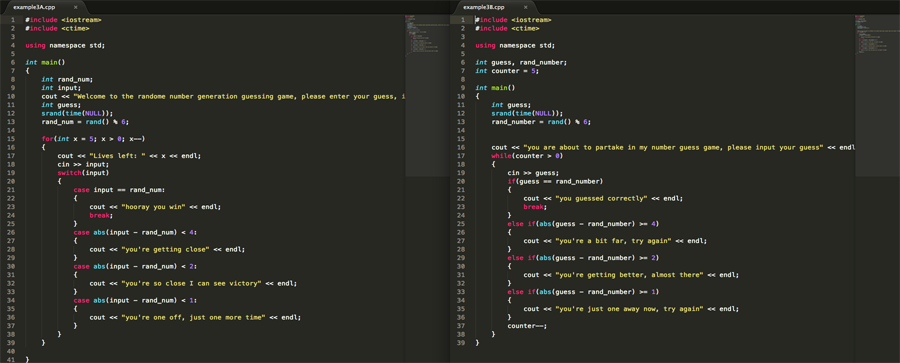 example3A.cpp ×
1 #include <iostream>
2 #include <ctime>
3
4 using namespace std;
5
6 int main()
7 {
8 int rand_num;
9 int input;
10 cout << "Welcome to the randome number generation guessing game, please enter your guess, i
11 int guess;
12 srand(time(NULL));
13 rand_num = rand() % 6;
14
15 for(int x = 5; x > 0; x--)
16 {
17 cout << "Lives left: " << x << endl;
18 cin >> input;
19 switch(input)
20 {
21 case input == rand_num:
22 {
23 cout << "hooray you win" << endl;
24 break;
25 }
26 case abs(input - rand_num) < 4:
27 {
28 cout << "you're getting close" << endl;
29 }
30 case abs(input - rand_num) < 2:
31 {
32 cout << "you're so close I can see victory" << endl;
33 }
34 case abs(input - rand_num) < 1:
35 {
36 cout << "you're one off, just one more time" << endl;
37 }
38 }
39 }
40
41 }
example3B.cpp ×
1 #include <iostream>
2 #include <ctime>
3
4 using namespace std;
5
6 int guess, rand_number;
7 int counter = 5;
8
9 int main()
10 {
11 int guess;
12 srand(time(NULL));
13 rand_number = rand() % 6;
14
15
16 cout << "you are about to partake in my number guess game, please input your guess" << endl
17 while(counter > 0)
18 {
19 cin >> guess;
20 if(guess == rand_number)
21 {
22 cout << "you guessed correctly" << endl;
23 break;
24 }
25 else if(abs(guess - rand_number) >= 4)
26 {
27 cout << "you're a bit far, try again" << endl;
28 }
29 else if(abs(guess - rand_number) >= 2)
30 {
31 cout << "you're getting better, almost there" << endl;
32 }
33 else if(abs(guess - rand_number) >= 1)
34 {
35 cout << "you're just one away now, try again" << endl;
36 }
37 counter--;
38 }
39 }